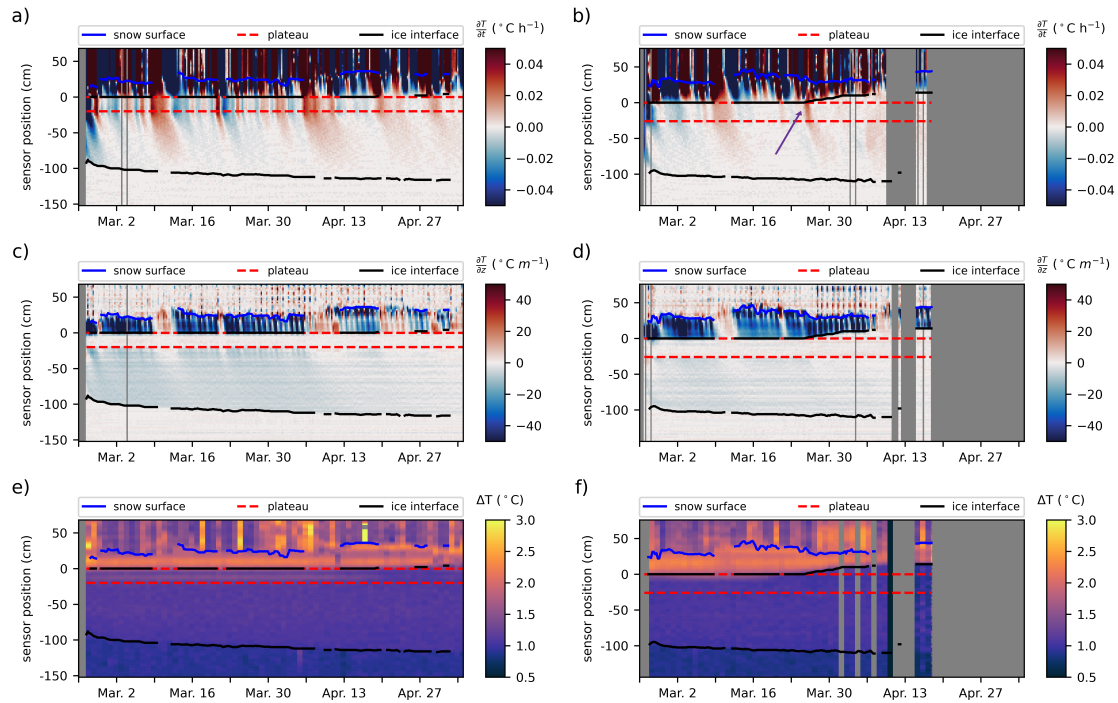 a)
snow surface plateau ice interface
∂T/∂t (°C h⁻¹)
sensor position (cm)
50
0
-50
-100
-150
Mar. 2 Mar. 16 Mar. 30 Apr. 13 Apr. 27
0.04
0.02
0.00
−0.02
−0.04
b)
snow surface plateau ice interface
∂T/∂t (°C h⁻¹)
sensor position (cm)
50
0
-50
-100
Mar. 2 Mar. 16 Mar. 30 Apr. 13 Apr. 27
0.04
0.02
0.00
−0.02
−0.04
c)
snow surface plateau ice interface
∂T/∂z (°C m⁻¹)
sensor position (cm)
50
0
-50
-100
-150
Mar. 2 Mar. 16 Mar. 30 Apr. 13 Apr. 27
40
20
0
−20
−40
d)
snow surface plateau ice interface
∂T/∂z (°C m⁻¹)
sensor position (cm)
50
0
-50
-100
Mar. 2 Mar. 16 Mar. 30 Apr. 13 Apr. 27
40
20
0
−20
−40
e)
snow surface plateau ice interface
ΔT (°C)
sensor position (cm)
50
0
-50
-100
-150
Mar. 2 Mar. 16 Mar. 30 Apr. 13 Apr. 27
3.0
2.5
2.0
1.5
1.0
0.5
f)
snow surface plateau ice interface
ΔT (°C)
sensor position (cm)
50
0
-50
-100
Mar. 2 Mar. 16 Mar. 30 Apr. 13 Apr. 27
3.0
2.5
2.0
1.5
1.0
0.5